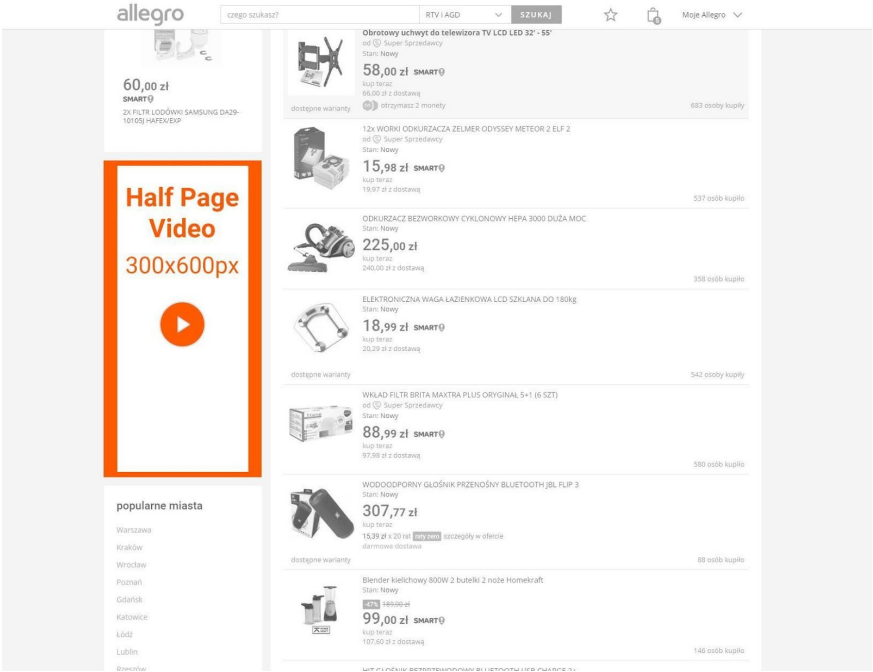 allegro
czego szukasz?
RTV i AGD
SZUKAJ
5
Moje Allegro
60,00 zł
SMART
2X FILTR LODÓWKI SAMSUNG DA29-
10105J HAFEX/EXP
Half Page
Video
300x600px
popularne miasta
Warszawa
Kraków
Wrocław
Poznań
Gdańsk
Katowice
Łódź
Lublin
Rzeszów
Obrotowy uchwyt do telewizora TV LCD LED 32' - 55'
od Super Sprzedawcy
Stan: Nowy
58,00 zł SMART
kup teraz
66,00 zł z dostawą
dostępne warianty
otrzymasz 2 monety
683 osoby kupiły
12x WORKI ODKURZACZA ZELMER ODYSSEY METEOR 2 ELF 2
od Super Sprzedawcy
Stan: Nowy
15,98 zł SMART
kup teraz
19,97 zł z dostawą
537 osób kupiło
ODKURZACZ BEZWORKOWY CYKLONOWY HEPA 3000 DUŻA MOC
Stan: Nowy
225,00 zł
kup teraz
240,00 zł z dostawą
358 osób kupiło
ELEKTRONICZNA WAGA ŁAZIENKOWA LCD SZKLANA DO 180kg
Stan: Nowy
18,99 zł SMART
kup teraz
20,39 zł z dostawą
dostępne warianty
542 osoby kupiły
WKŁAD FILTR BRITA MAXTRA PLUS ORYGINAŁ 5+1 (6 SZT)
od Super Sprzedawcy
Stan: Nowy
88,99 zł SMART
kup teraz
97,98 zł z dostawą
580 osób kupiło
WODOODPORNY GŁOŚNIK PRZENOŚNY BLUETOOTH JBL FLIP 3
Stan: Nowy
307,77 zł
kup teraz
15,39 zł x 20 rat raty zero szczegóły w ofercie
darmowa dostawa
dostępne warianty
88 osób kupiło
Blender kielichowy 800W 2 butelki 2 noże Homekraft
Stan: Nowy
-47% 189,00 zł
99,00 zł SMART
kup teraz
107,60 zł z dostawą
146 osób kupiło
HIT GŁOŚNIK BEZPRZEWODOWY BLUETOOTH USB CHARGE 2+